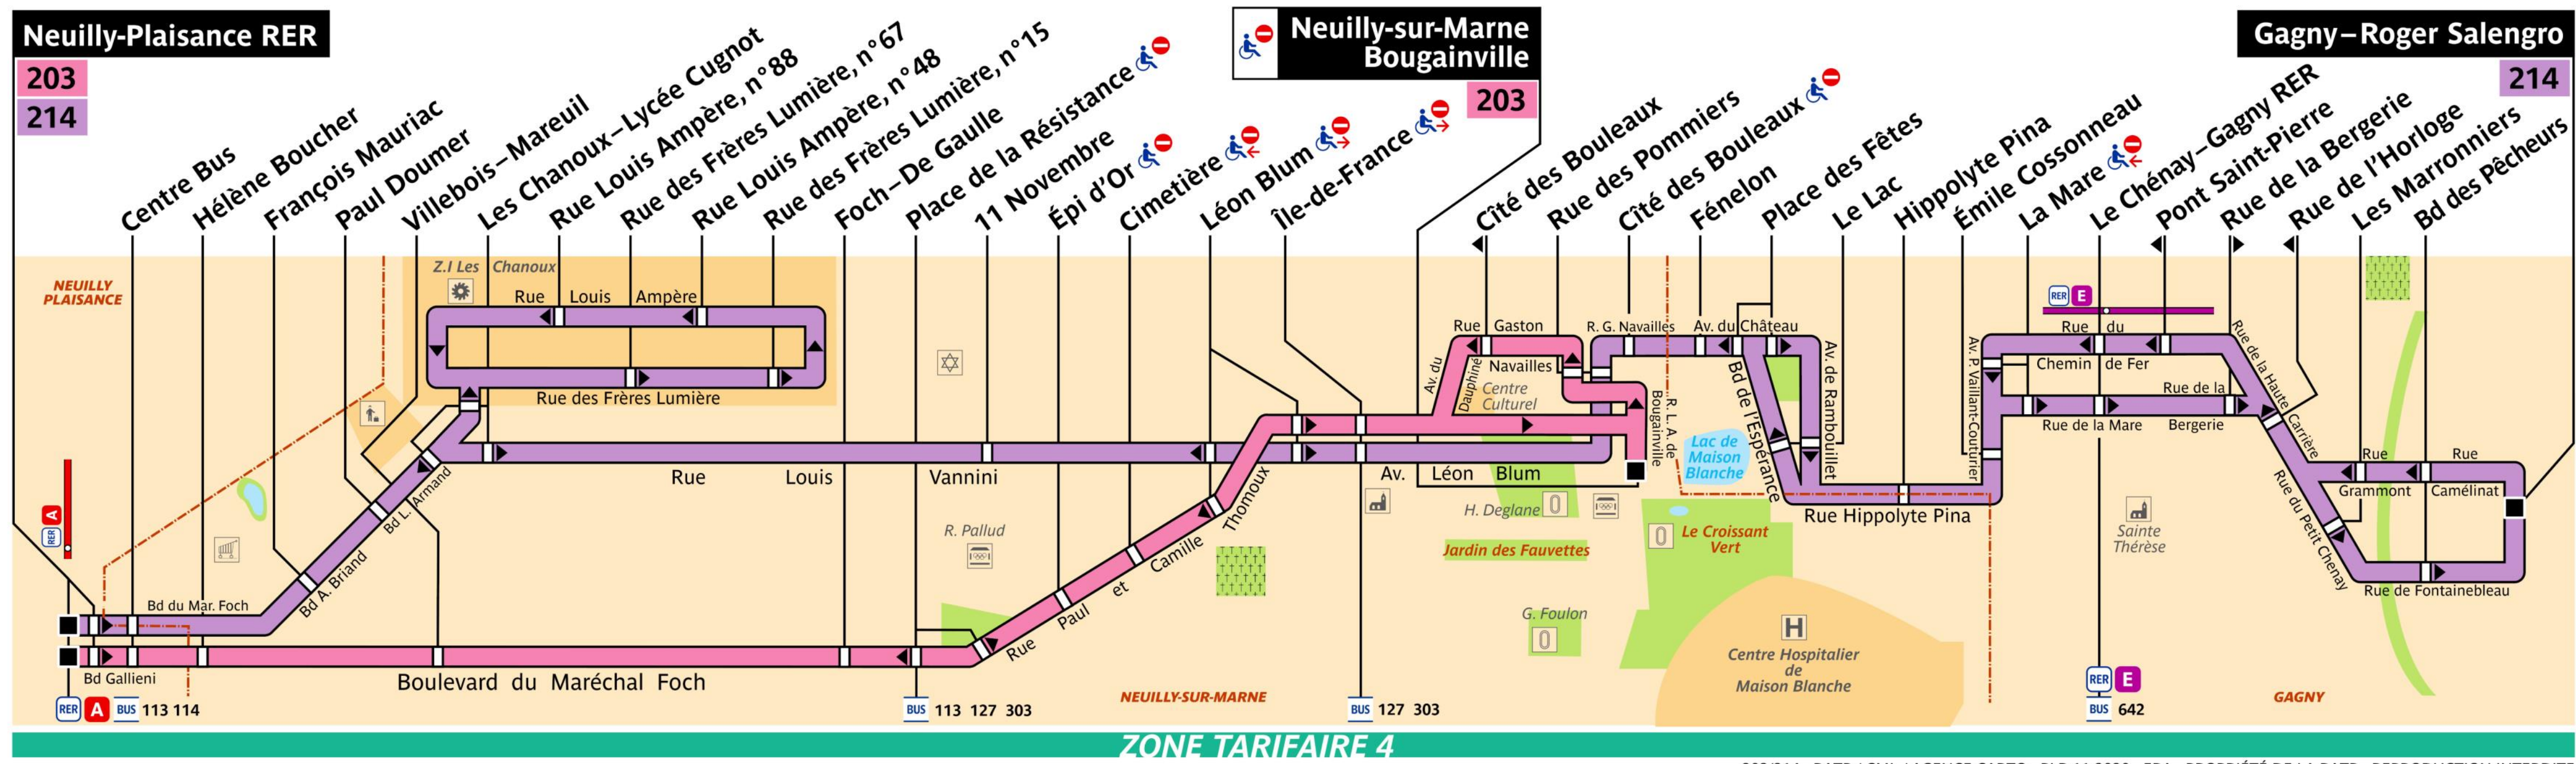 Neuilly-Plaisance RER
203
214
Neuilly-sur-Marne
Bougainville
203
Gagny–Roger Salengro
214
Centre Bus
Hélène Boucher
François Mauriac
Paul Doumer
Villebois–Mareuil
Les Chanoux–Lycée Cugnot
Rue Louis Ampère, n°88
Rue des Frères Lumière, n°67
Rue Louis Ampère, n°48
Rue des Frères Lumière, n°15
Foch–De Gaulle
Place de la Résistance
11 Novembre
Épi d'Or
Cimetière
Léon Blum
Île-de-France
Cîté des Bouleaux
Rue des Pommiers
Cîté des Bouleaux
Fénelon
Place des Fêtes
Le Lac
Hippolyte Pina
Émile Cossonneau
La Mare
Le Chénay–Gagny RER
Pont Saint-Pierre
Rue de la Bergerie
Rue de l'Horloge
Les Marronniers
Bd des Pêcheurs
NEUILLY
PLAISANCE
Z.I Les Chanoux
Rue Louis Ampère
Rue des Frères Lumière
Rue Louis Vannini
Av. Léon Blum
Bd L. Armand
Bd A. Briand
Bd du Mar. Foch
Bd Gallieni
Boulevard du Maréchal Foch
RER A
RER A BUS 113 114
R. Pallud
Rue Paul et Camille Thomoux
BUS 113 127 303
NEUILLY-SUR-MARNE
BUS 127 303
Rue Gaston
Navailles
Av. du
Dauphiné
Centre
Culturel
R. G. Navailles
Bougainville
R. L. A. de
Av. du Château
Bd de l'Espérance
Av. de Rambouillet
Lac de
Maison
Blanche
H. Deglane
Jardin des Fauvettes
Le Croissant
Vert
G. Foulon
H
Centre Hospitalier
de
Maison Blanche
Rue Hippolyte Pina
Av. P. Vaillant-Couturier
RER E
Rue du
Chemin de Fer
Rue de la
Bergerie
Rue de la Mare
Rue de la Haute Carrière
Rue du Petit Chenay
Rue
Grammont
Rue
Camélinat
Rue de Fontainebleau
Sainte
Thérèse
RER E
BUS 642
GAGNY
ZONE TARIFAIRE 4